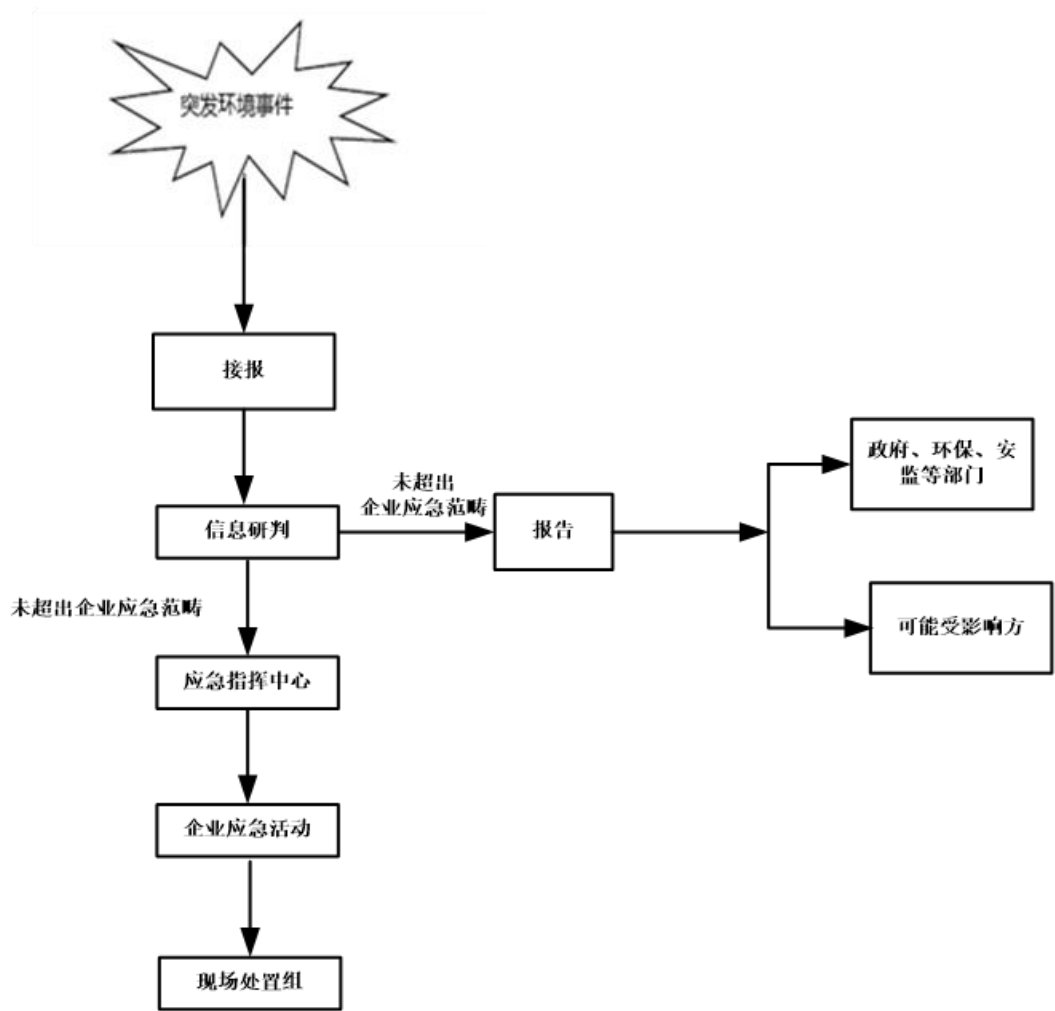 突发环境事件
接报
信息研判
未超出
企业应急范畴
报告
政府、环保、安
监等部门
可能受影响方
未超出企业应急范畴
应急指挥中心
企业应急活动
现场处置组